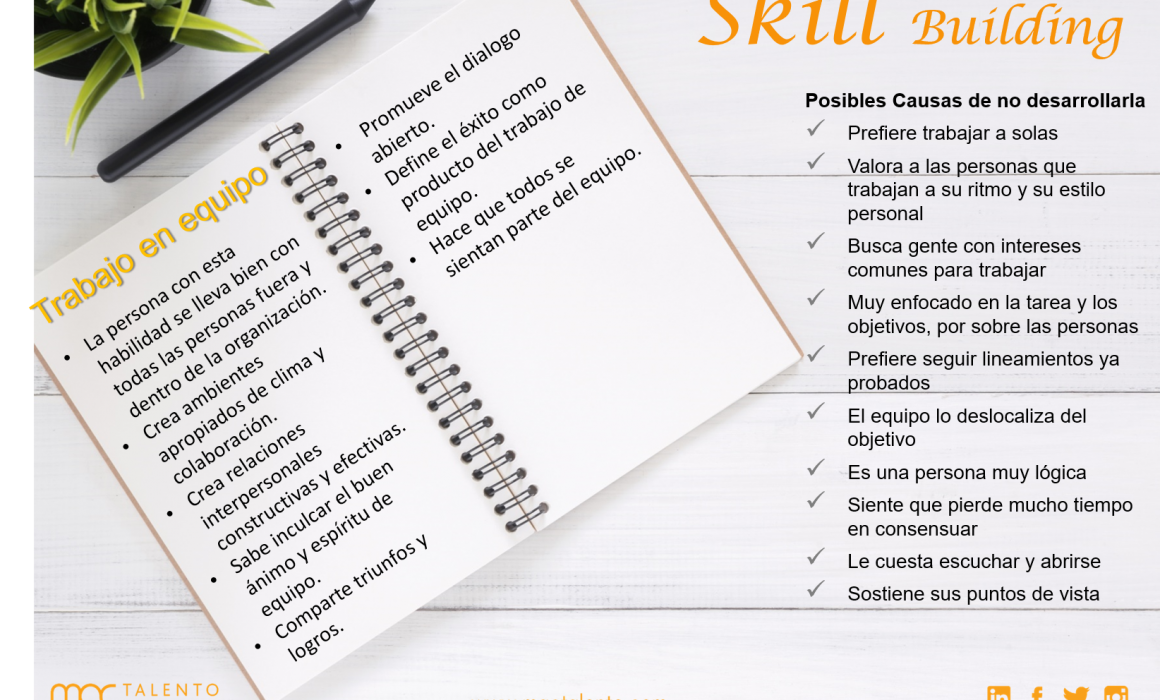 Skill Building
Trabajo en equipo
• La persona con esta
habilidad se lleva bien con
todas las personas fuera y
dentro de la organización.
• Crea ambientes
apropiados de clima y
colaboración.
• Crea relaciones
interpersonales
constructivas y efectivas.
• Sabe inculcar el buen
ánimo y espíritu de
equipo.
• Comparte triunfos y
logros.
• Promueve el dialogo
abierto.
• Define el éxito como
producto del trabajo de
equipo.
• Hace que todos se
sientan parte del equipo.
Posibles Causas de no desarrollarla
✓ Prefiere trabajar a solas
✓ Valora a las personas que
trabajan a su ritmo y su estilo
personal
✓ Busca gente con intereses
comunes para trabajar
✓ Muy enfocado en la tarea y los
objetivos, por sobre las personas
✓ Prefiere seguir lineamientos ya
probados
✓ El equipo lo deslocaliza del
objetivo
✓ Es una persona muy lógica
✓ Siente que pierde mucho tiempo
en consensuar
✓ Le cuesta escuchar y abrirse
✓ Sostiene sus puntos de vista
TALENTO